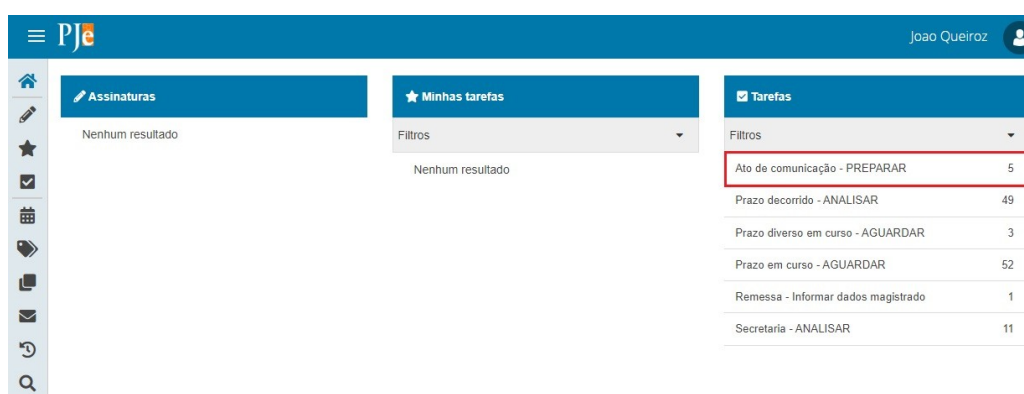 PJe
Joao Queiroz
Assinaturas
Nenhum resultado
Minhas tarefas
Filtros
Nenhum resultado
Tarefas
Filtros
Ato de comunicação - PREPARAR 5
Prazo decorrido - ANALISAR 49
Prazo diverso em curso - AGUARDAR 3
Prazo em curso - AGUARDAR 52
Remessa - Informar dados magistrado 1
Secretaria - ANALISAR 11